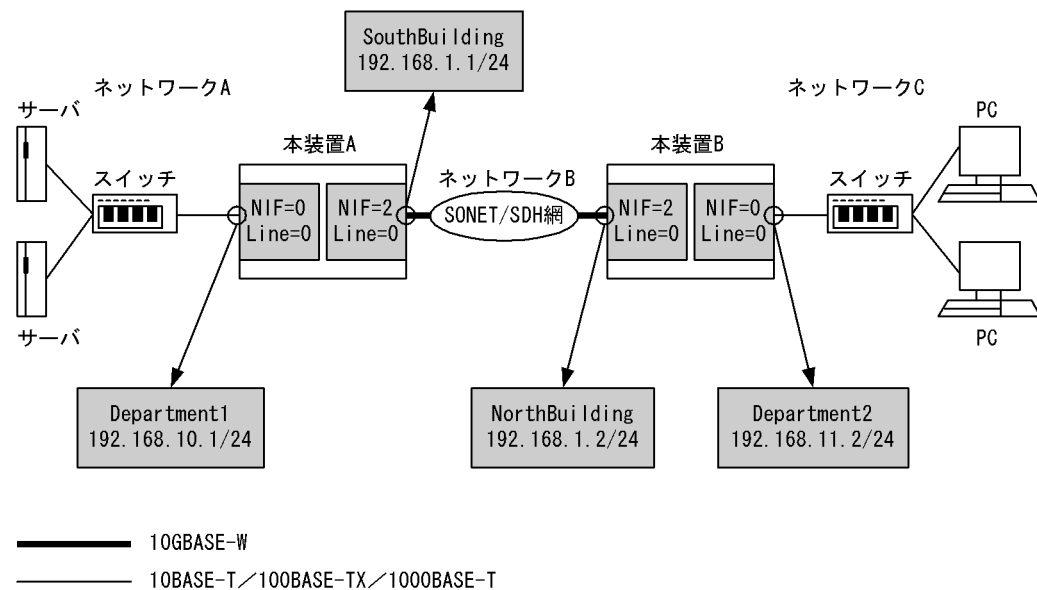 SouthBuilding
192.168.1.1/24
ネットワークA
ネットワークC
サーバ
PC
本装置A
本装置B
スイッチ
ネットワークB
スイッチ
NIF=0
Line=0
NIF=2
Line=0
SONET/SDH網
NIF=2
Line=0
NIF=0
Line=0
サーバ
PC
Department1
192.168.10.1/24
NorthBuilding
192.168.1.2/24
Department2
192.168.11.2/24
10GBASE-W
10BASE-T／100BASE-TX／1000BASE-T